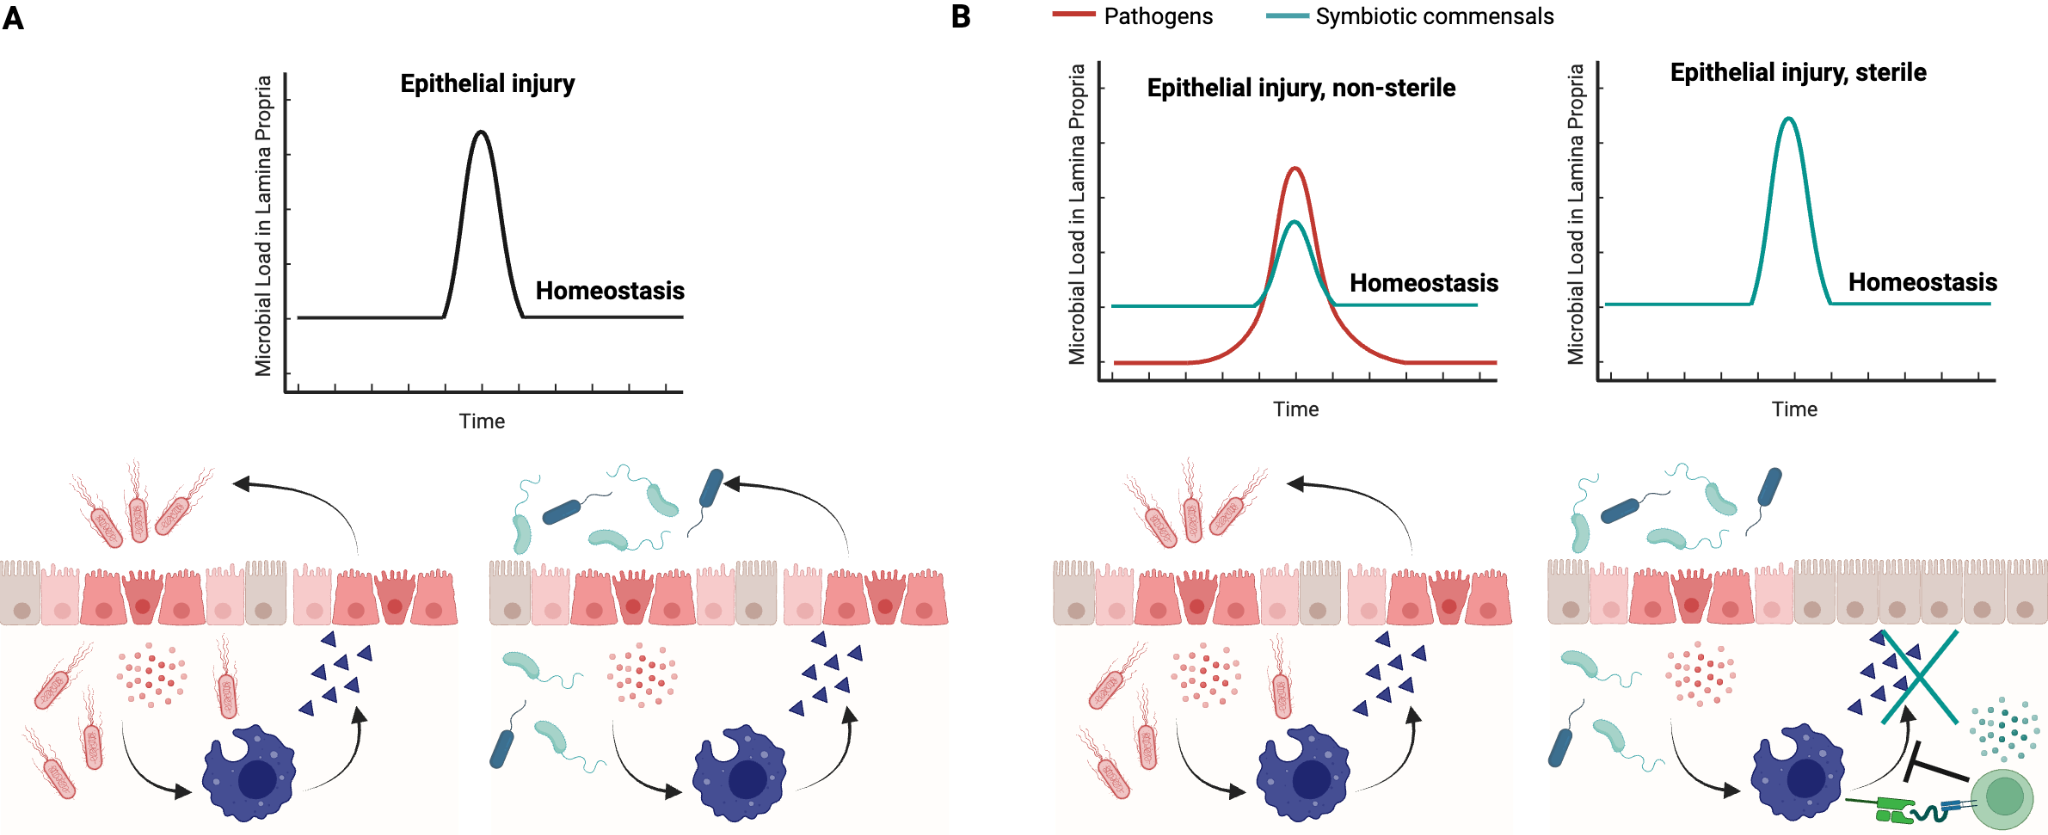 A
Epithelial injury
Microbial Load in Lamina Propria
Homeostasis
Time
B
Pathogens
Symbiotic commensals
Epithelial injury, non-sterile
Microbial Load in Lamina Propria
Homeostasis
Time
Epithelial injury, sterile
Microbial Load in Lamina Propria
Homeostasis
Time